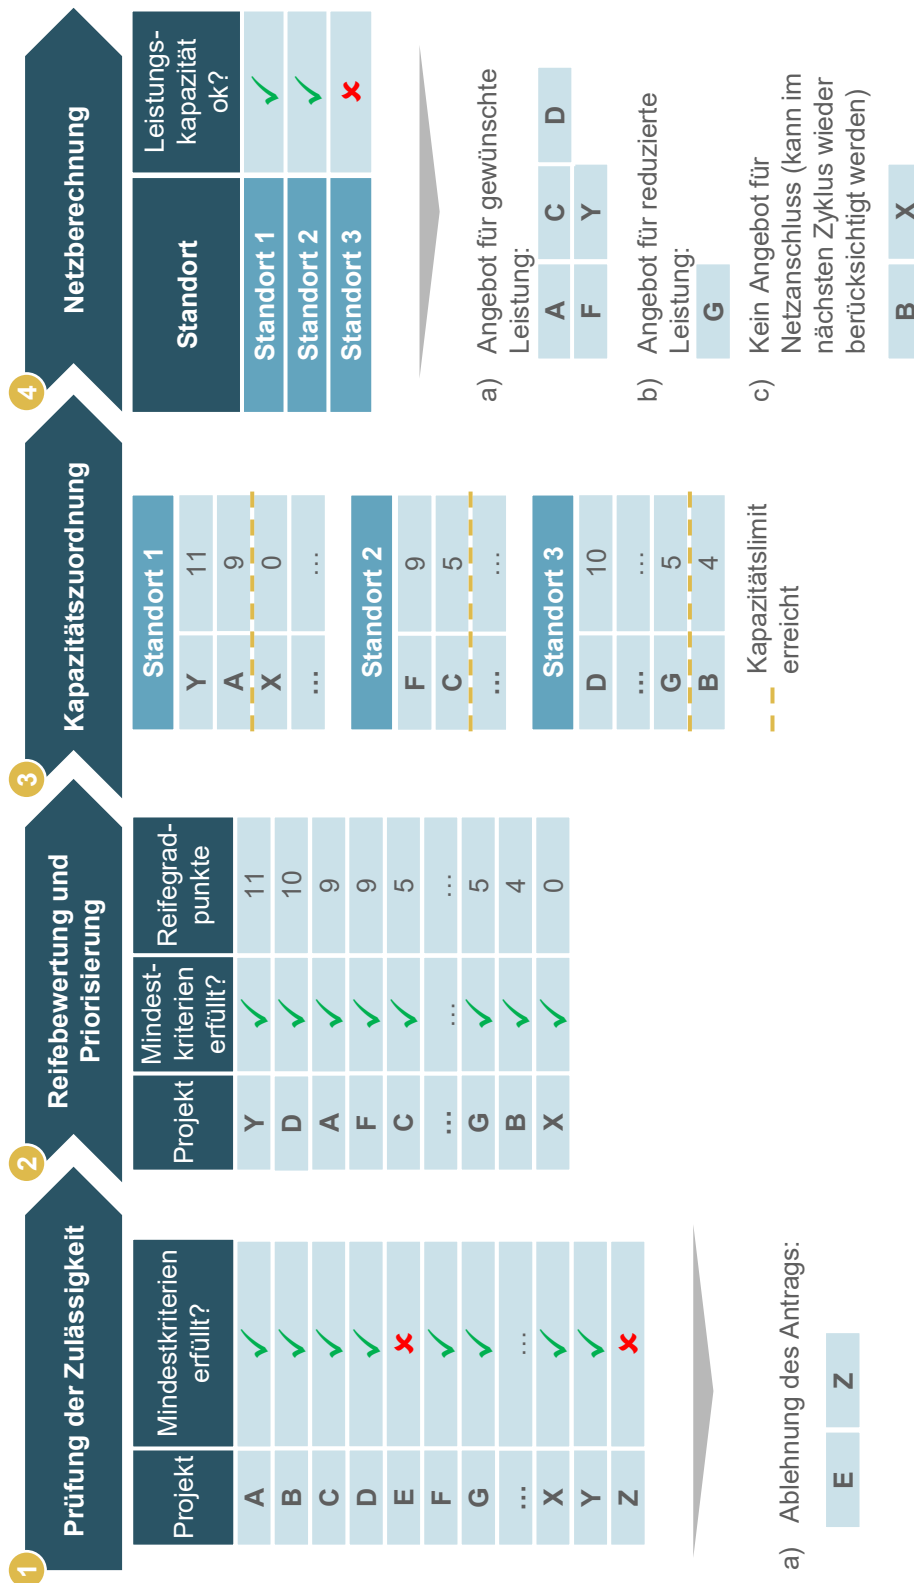 1
Prüfung der Zulässigkeit
Projekt Mindestkriterien
erfüllt?
A
B
C
D
E
F
G
... ...
X
Y
Z
a) Ablehnung des Antrags:
E Z
2
Reifebewertung und
Priorisierung
Projekt Mindest-
kriterien
erfüllt? Reifegrad-
punkte
Y 11
D 10
A 9
F 9
C 5
... ... ...
G 5
B 4
X 0
3
Kapazitätszuordnung
Standort 1
Y 11
A 9
X 0
... ...
Standort 2
F 9
C 5
... ...
Standort 3
D 10
... ...
G 5
B 4
Kapazitätslimit
erreicht
4
Netzberechnung
Standort Leistungs-
kapazität
ok?
Standort 1
Standort 2
Standort 3
a) Angebot für gewünschte
Leistung:
A C D
F Y
b) Angebot für reduzierte
Leistung:
G
c) Kein Angebot für
Netzanschluss (kann im
nächsten Zyklus wieder
berücksichtigt werden)
B X